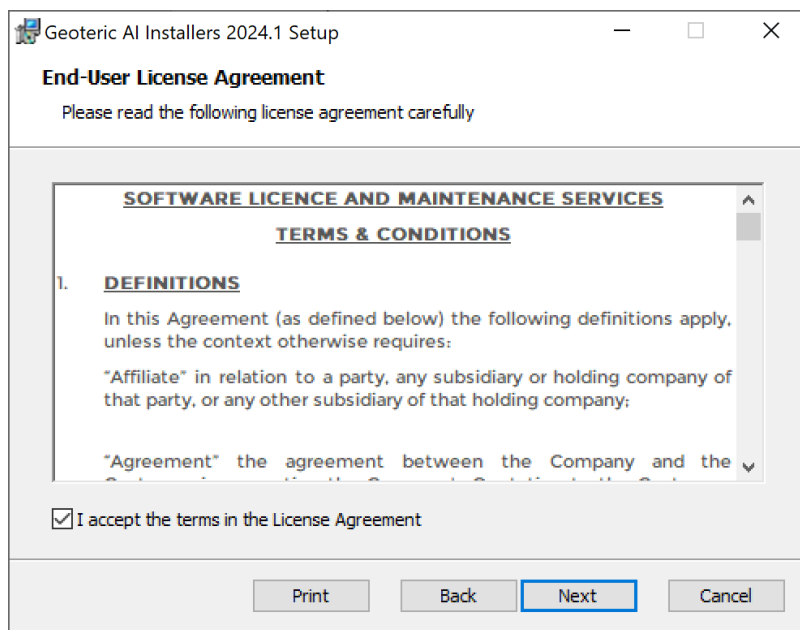 Geoteric AI Installers 2024.1 Setup
End-User License Agreement
Please read the following license agreement carefully
SOFTWARE LICENCE AND MAINTENANCE SERVICES
TERMS & CONDITIONS
1. DEFINITIONS
In this Agreement (as defined below) the following definitions apply,
unless the context otherwise requires:
“Affiliate” in relation to a party, any subsidiary or holding company of
that party, or any other subsidiary of that holding company;
“Agreement” the agreement between the Company and the
I accept the terms in the License Agreement
Print Back Next Cancel